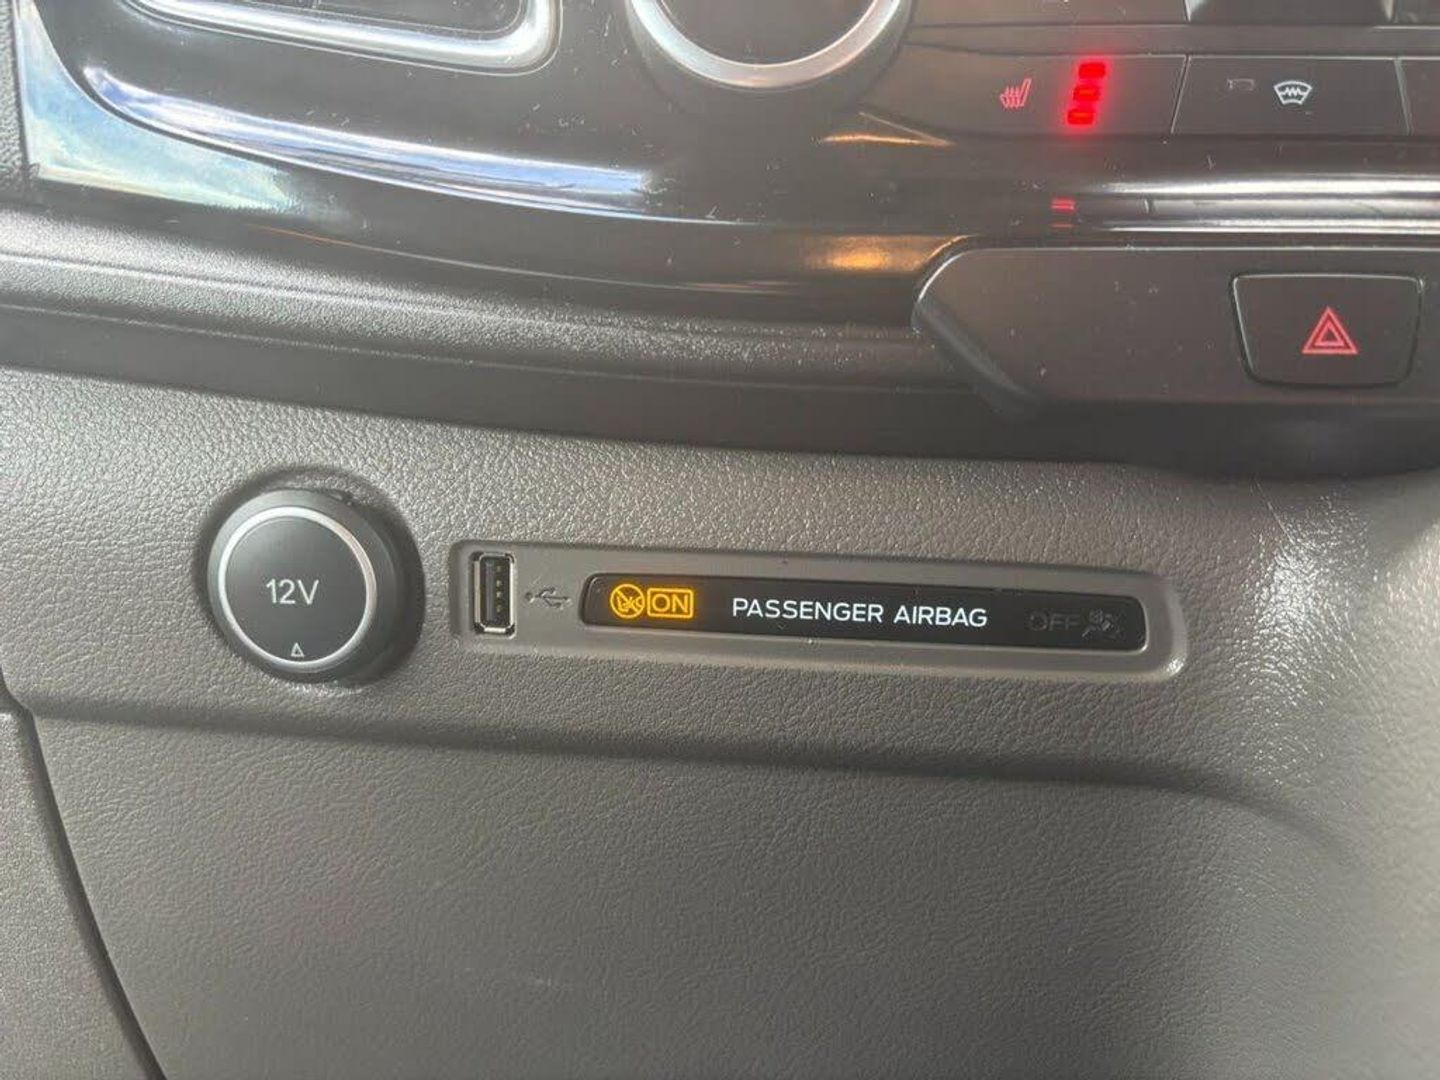 12V
ON PASSENGER AIRBAG OFF